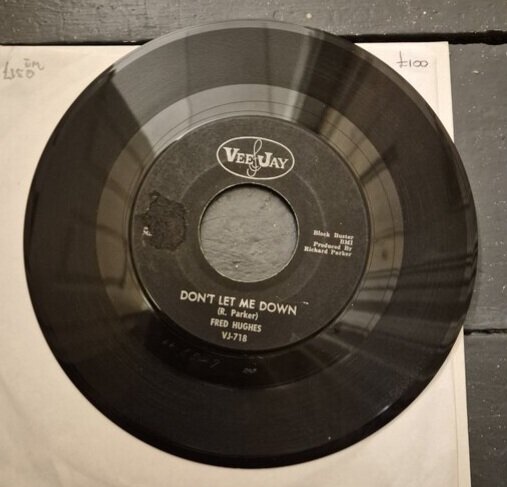 £150
£100
VEE JAY
Block Buster
BMI
Produced By
Richard Parker
DON'T LET ME DOWN
(R. Parker)
FRED HUGHES
VJ-718